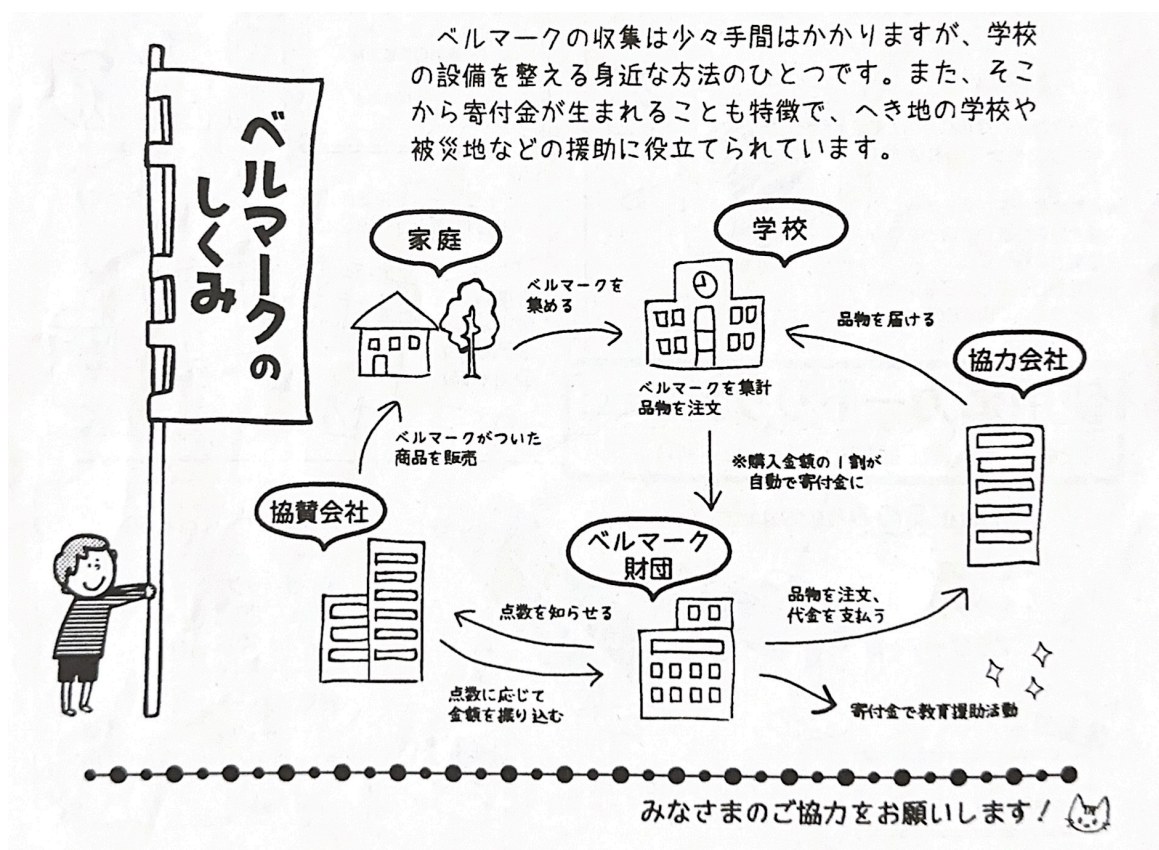 ベルマークの
しくみ
ベルマークの収集は少々手間はかかりますが、学校
の設備を整える身近な方法のひとつです。また、そこ
から寄付金が生まれることも特徴で、へき地の学校や
被災地などの援助に役立てられています。
家庭
ベルマークを
集める
学校
ベルマークを集計
品物を注文
品物を届ける
協力会社
ベルマークがついた
商品を販売
※購入金額の1割が
自動で寄付金に
協賛会社
ベルマーク
財団
点数を知らせる
点数に応じて
金額を振り込む
品物を注文、
代金を支払う
寄付金で教育援助活動
みなさまのご協力をお願いします!